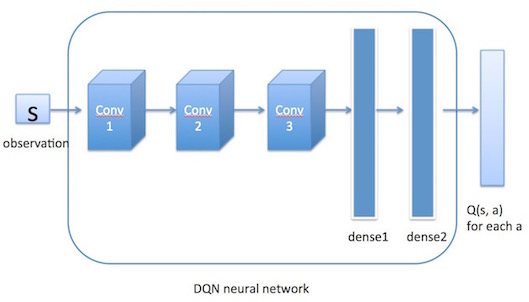 S
observation
Conv
1
Conv
2
Conv
3
dense1
dense2
Q(s, a)
for each a
DQN neural network